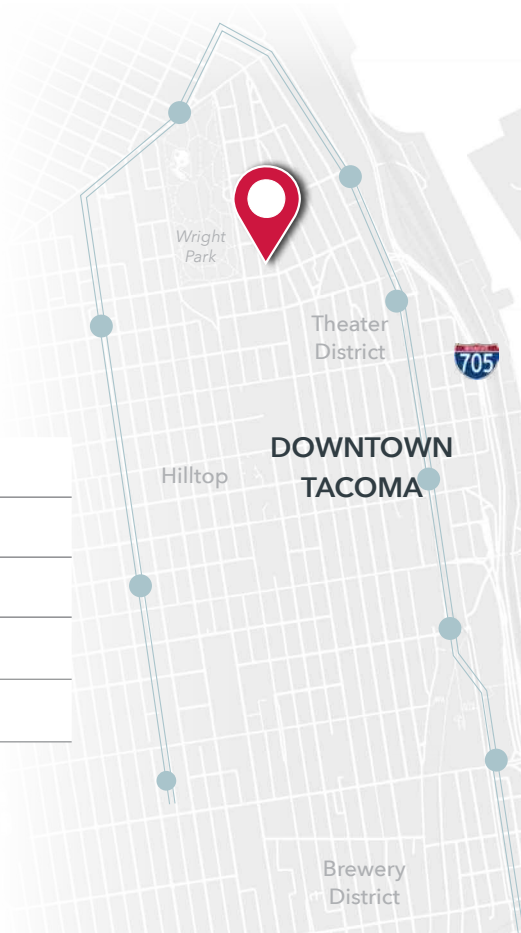 Wright
Park
Theater
District
705
DOWNTOWN
TACOMA
Hilltop
Brewery
District